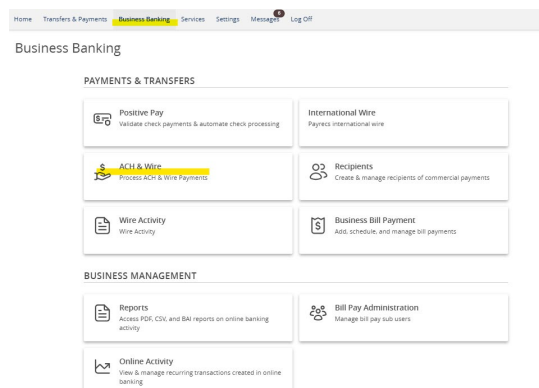 Home Transfers & Payments Business Banking Services Settings Messages 6 Log Off
Business Banking
PAYMENTS & TRANSFERS
Positive Pay
Validate check payments & automate check processing
International Wire
Payrecs international wire
ACH & Wire
Process ACH & Wire Payments
Recipients
Create & manage recipients of commercial payments
Wire Activity
Wire Activity
Business Bill Payment
Add, schedule, and manage bill payments
BUSINESS MANAGEMENT
Reports
Access PDF, CSV, and BAI reports on online banking
activity
Bill Pay Administration
Manage bill pay sub users
Online Activity
View & manage recurring transactions created in online
banking